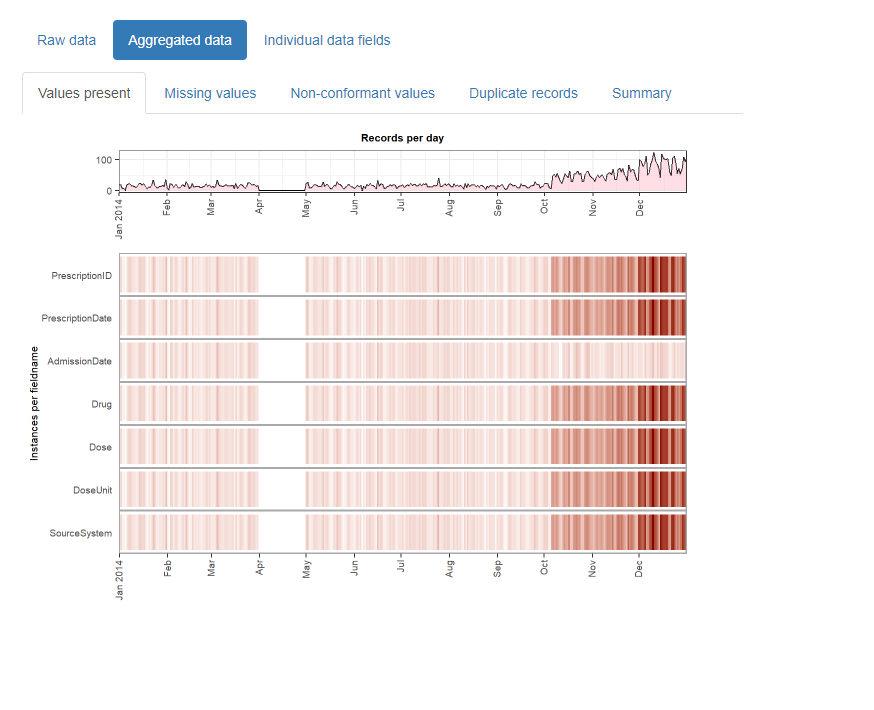 Raw data Aggregated data Individual data fields
Values present Missing values Non-conformant values Duplicate records Summary
Records per day
100
0
Jan 2014 Feb Mar Apr May Jun Jul Aug Sep Oct Nov Dec
Instances per fieldname
PrescriptionID
PrescriptionDate
AdmissionDate
Drug
Dose
DoseUnit
SourceSystem
Jan 2014 Feb Mar Apr May Jun Jul Aug Sep Oct Nov Dec